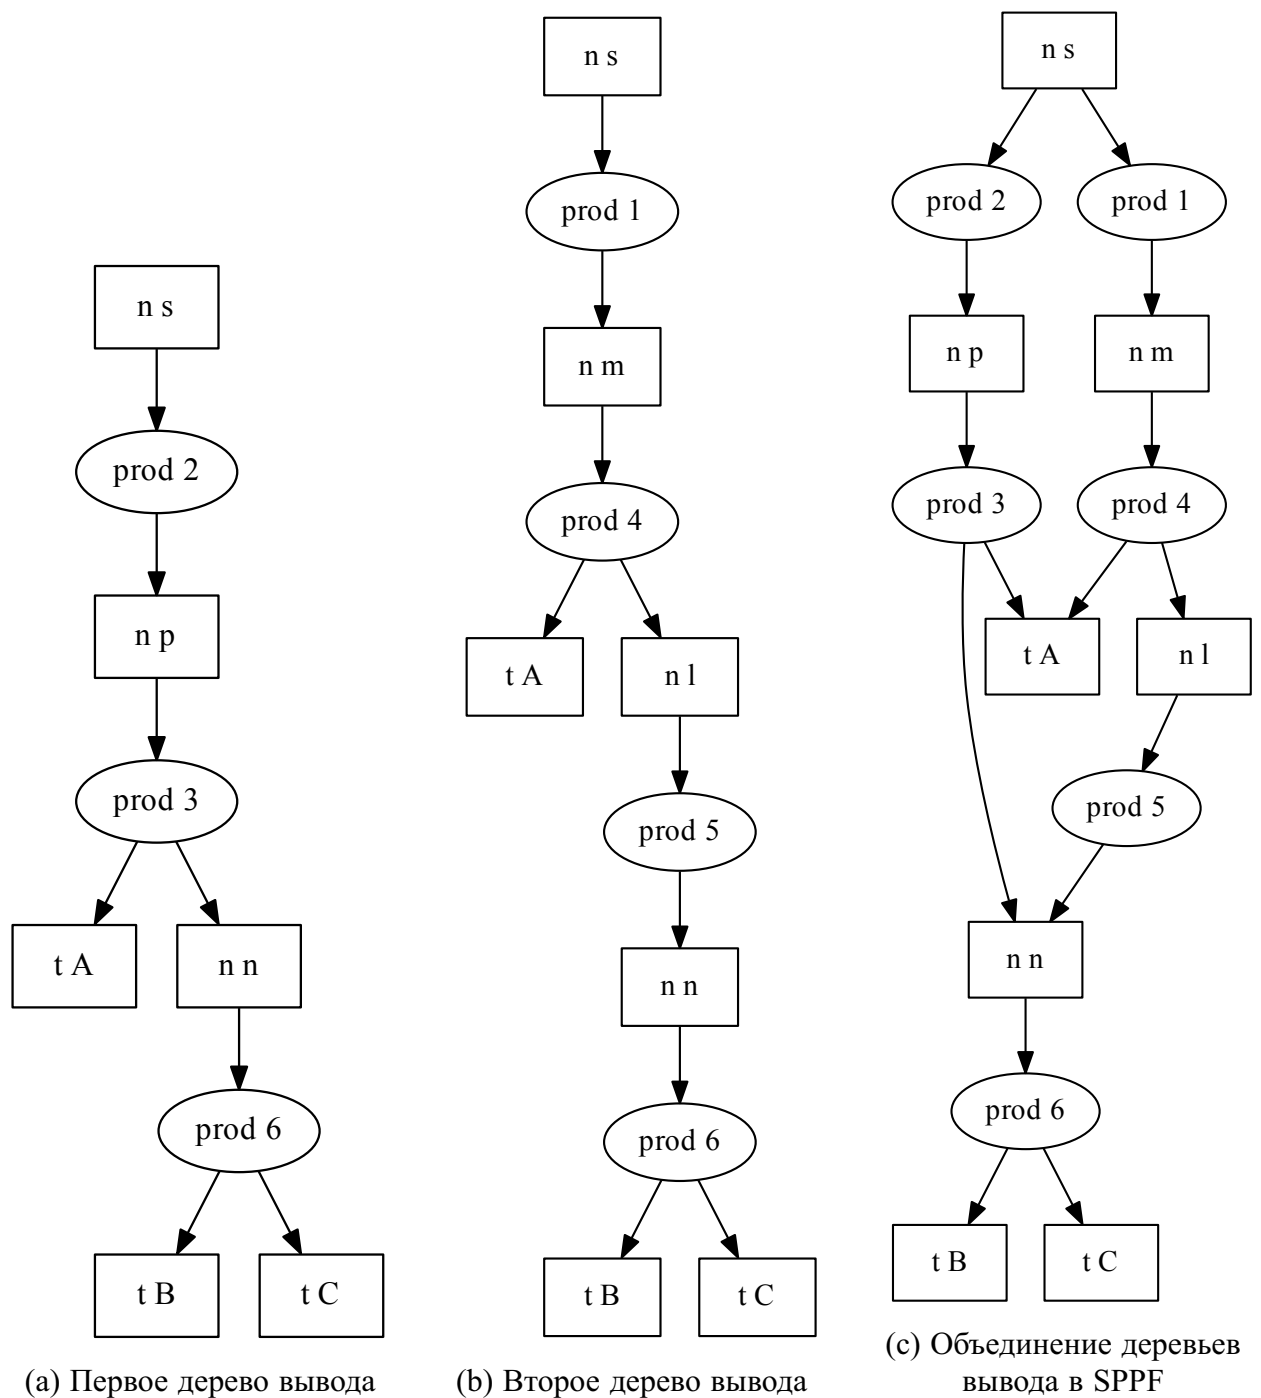 n s
prod 2
n p
prod 3
t A
n n
prod 6
t B
t C
(a) Первое дерево вывода
n s
prod 1
n m
prod 4
t A
n l
prod 5
n n
prod 6
t B
t C
(b) Второе дерево вывода
n s
prod 2
prod 1
n p
n m
prod 3
prod 4
t A
n l
prod 5
n n
prod 6
t B
t C
(c) Объединение деревьев
вывода в SPPF